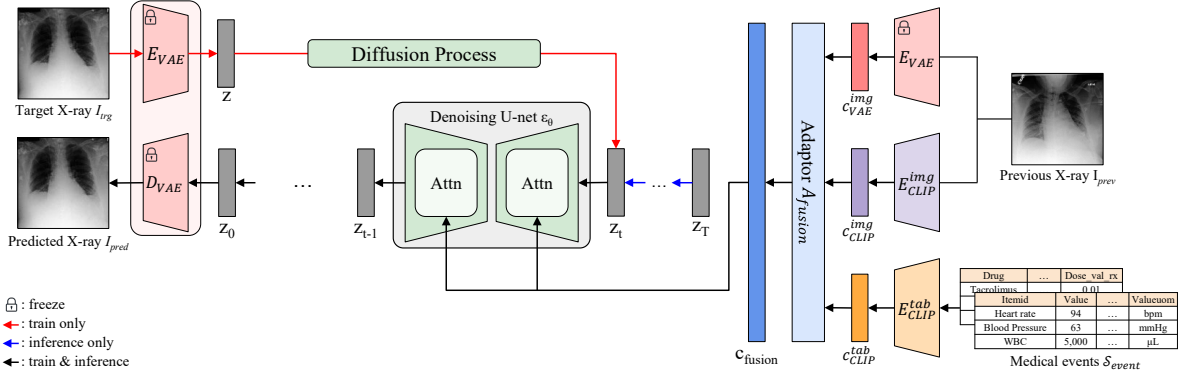 Target X-ray I_trg
E_VAE
z
Diffusion Process
Denoising U-net ε_θ
Attn
Attn
Predicted X-ray I_pred
D_VAE
z_0
...
z_{t-1}
z_t
...
z_T
c_fusion
Adaptor A_fusion
c_VAE^img
E_VAE
c_CLIP^img
E_CLIP^img
Previous X-ray I_prev
c_CLIP^tab
E_CLIP^tab
Drug ... Dose_val_rx
Tacrolimus 0.01
Itemid Value ... Valueuom
Heart rate 94 ... bpm
Blood Pressure 63 ... mmHg
WBC 5,000 ... μL
Medical events S_event
: freeze
: train only
: inference only
: train & inference